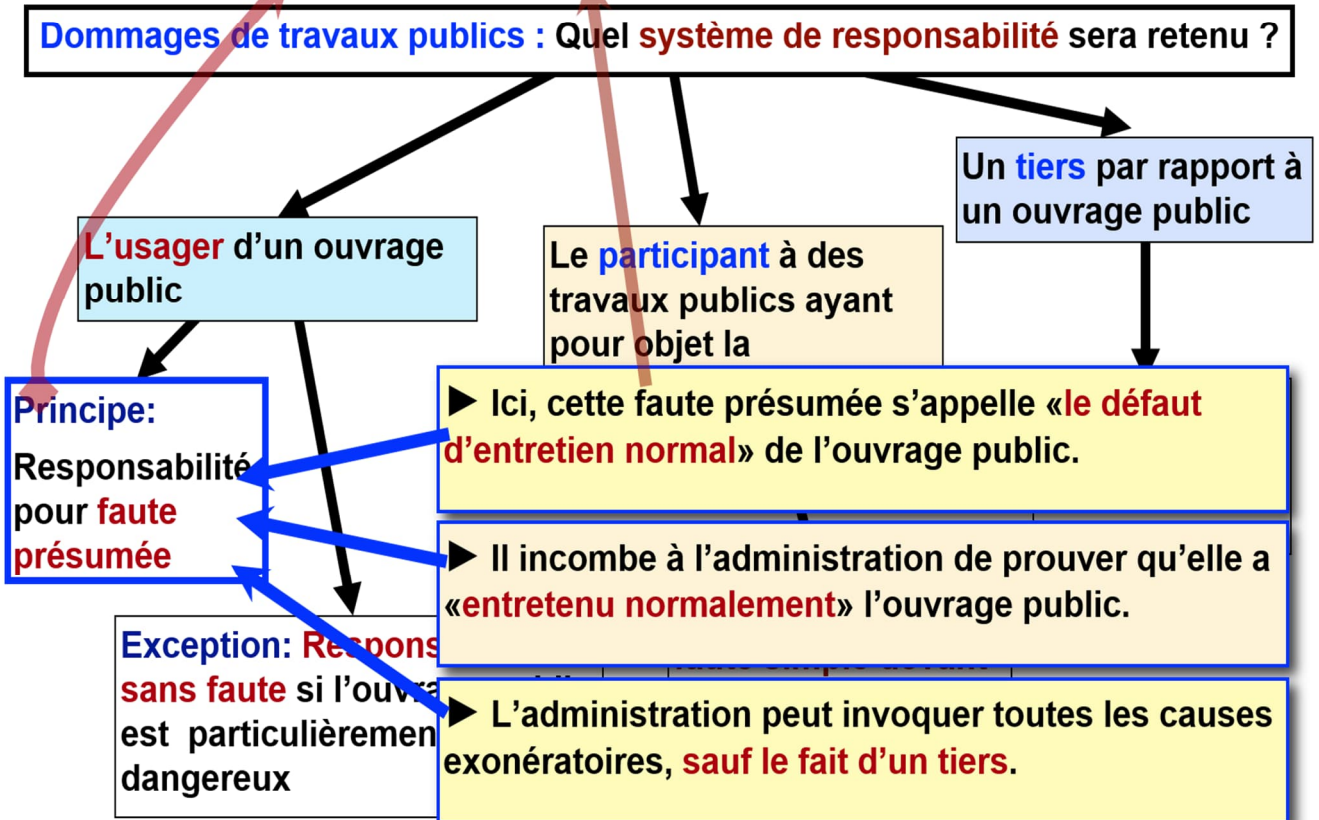 Dommages de travaux publics : Quel système de responsabilité sera retenu ?
Un tiers par rapport à
un ouvrage public
L’usager d’un ouvrage
public
Le participant à des
travaux publics ayant
pour objet la
Principe:
Responsabilité
pour faute
présumée
► Ici, cette faute présumée s’appelle «le défaut
d’entretien normal» de l’ouvrage public.
► Il incombe à l’administration de prouver qu’elle a
«entretenu normalement» l’ouvrage public.
Exception:
sans faute si l’
est particulièremen
dangereux
► L’administration peut invoquer toutes les causes
exonératoires, sauf le fait d’un tiers.